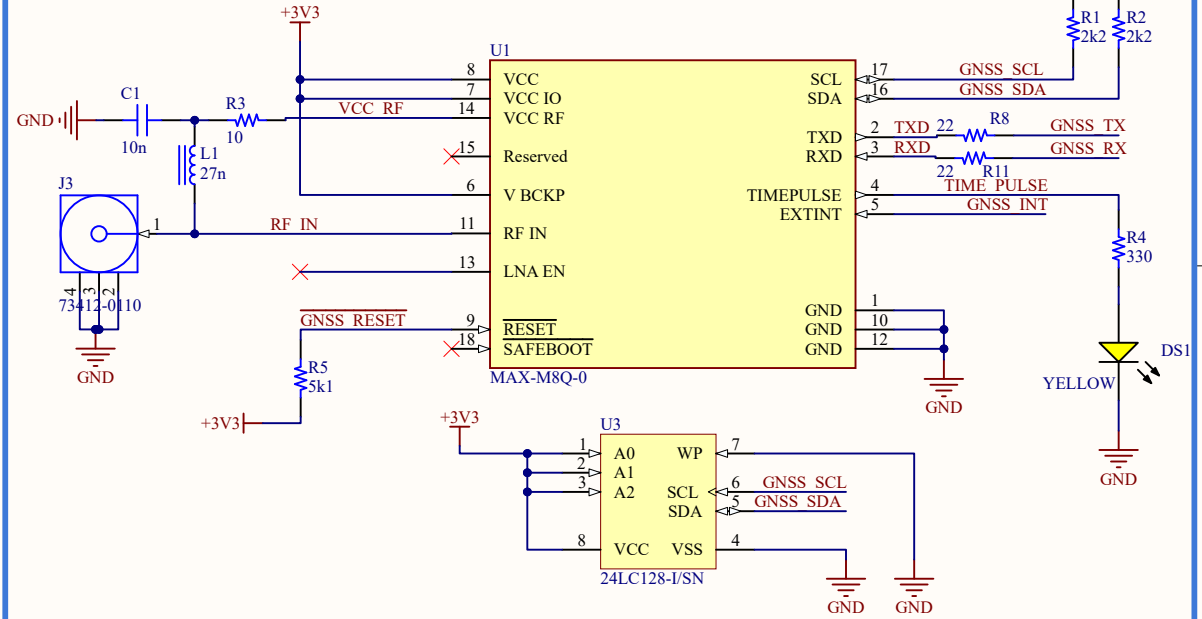 +3V3
R1
R2
2k2
2k2
U1
8
VCC
SCL
17
GNSS_SCL
7
VCC IO
SDA
16
GNSS_SDA
C1
R3
VCC_RF
14
VCC RF
GND
10n
10
TXD
2
TXD
22
R8
GNSS_TX
15
Reserved
RXD
3
RXD
22
R11
GNSS_RX
L1
27n
J3
6
V BCKP
TIMEPULSE
4
TIME_PULSE
EXTINT
5
GNSS_INT
1
RF_IN
11
RF IN
R4
330
13
LNA EN
4
3
2
73412-0110
GND
1
GNSS_RESET
9
RESET
GND
10
18
SAFEBOOT
GND
12
GND
R5
5k1
MAX-M8Q-0
DS1
YELLOW
GND
+3V3
+3V3
U3
1
A0
WP
7
2
A1
3
A2
SCL
6
GNSS_SCL
SDA
5
GNSS_SDA
GND
8
VCC
VSS
4
24LC128-I/SN
GND
GND